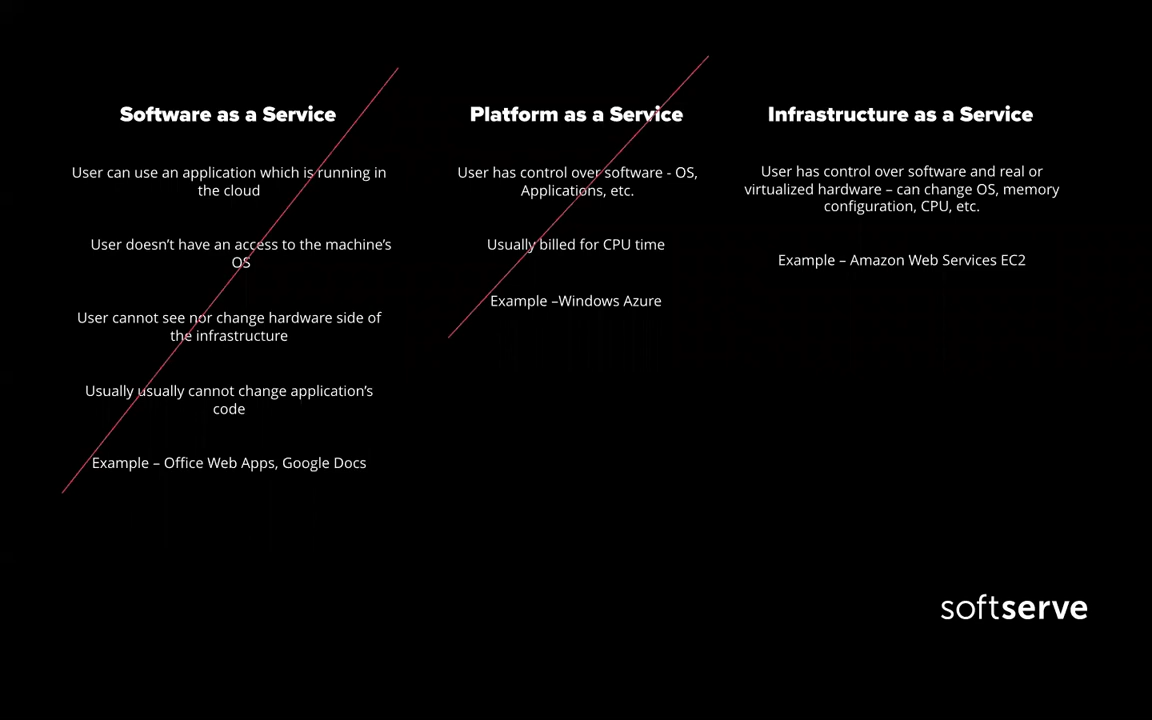 Software as a Service
User can use an application which is running in
the cloud
User doesn’t have an access to the machine’s
OS
User cannot see nor change hardware side of
the infrastructure
Usually usually cannot change application’s
code
Example – Office Web Apps, Google Docs
Platform as a Service
User has control over software - OS,
Applications, etc.
Usually billed for CPU time
Example –Windows Azure
Infrastructure as a Service
User has control over software and real or
virtualized hardware – can change OS, memory
configuration, CPU, etc.
Example – Amazon Web Services EC2
softserve